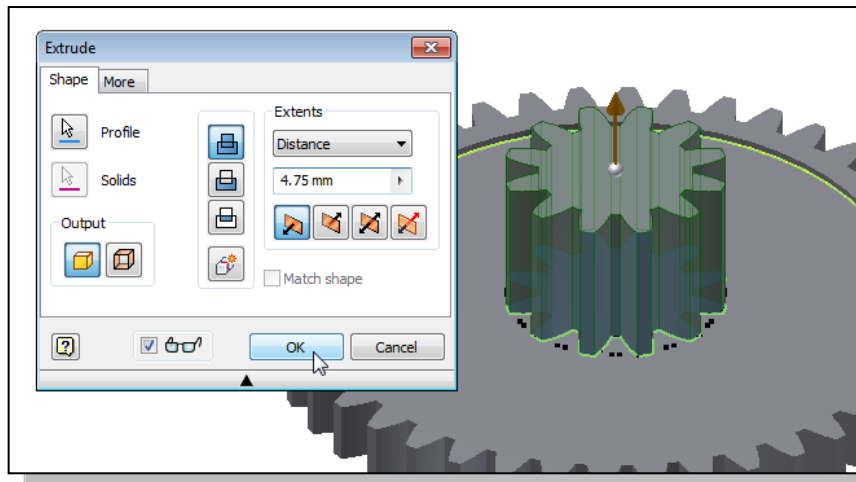 Extrude
Shape More
Profile
Solids
Output
Extents
Distance
4.75 mm
Match shape
?
OK
Cancel